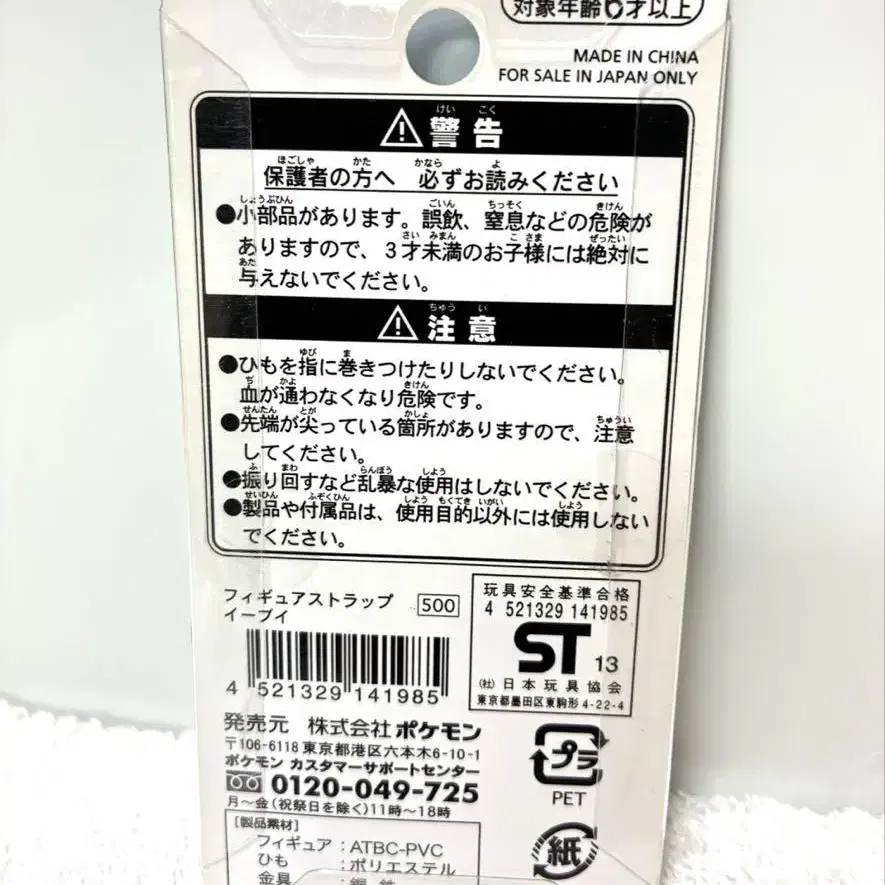 対象年齢6才以上
MADE IN CHINA
FOR SALE IN JAPAN ONLY
警告
保護者の方へ 必ずお読みください
●小部品があります。誤飲、窒息などの危険が
ありますので、3才未満のお子様には絶対に
与えないでください。
注意
●ひもを指に巻きつけたりしないでください。
血が通わなくなり危険です。
●先端が尖っている箇所がありますので、注意
してください。
●振り回すなど乱暴な使用はしないでください。
●製品や付属品は、使用目的以外には使用しない
でください。
フィギュアストラップ 500
イーブイ
4 521329 141985
玩具安全基準合格
4 521329 141985
ST 13
(社)日本玩具協会
東京都墨田区東駒形4-22-4
発売元 株式会社ポケモン
〒106-6118 東京都港区六本木6-10-1
ポケモン カスタマーサポートセンター
0120-049-725
月〜金(祝祭日を除く)11時〜18時
プラ
PET
紙
[製品素材]
フィギュア:ATBC-PVC
ひも:ポリエステル
金具:鋼 鉄